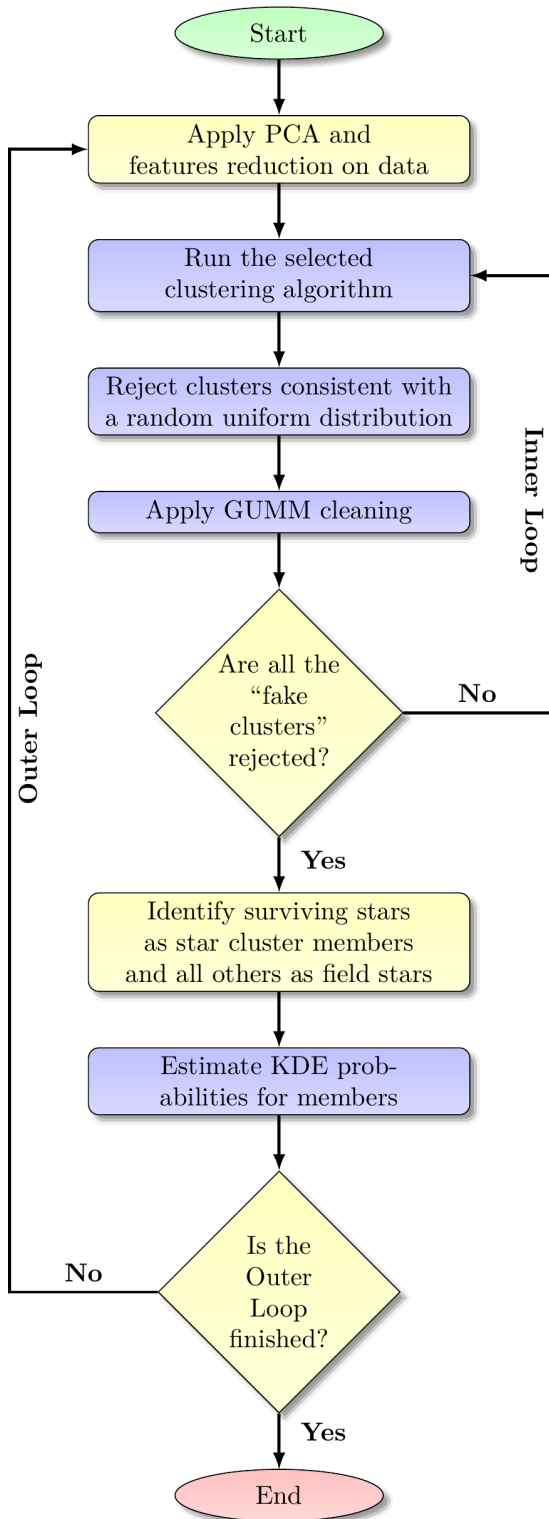 Start
Apply PCA and
features reduction on data
Run the selected
clustering algorithm
Reject clusters consistent with
a random uniform distribution
Inner Loop
Apply GUMM cleaning
Are all the
“fake
clusters”
rejected?
No
Outer Loop
Yes
Identify surviving stars
as star cluster members
and all others as field stars
Estimate KDE prob-
abilities for members
Is the
Outer
Loop
finished?
No
Yes
End